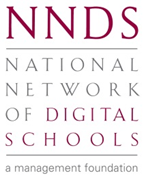 NNDS
NATIONAL
NETWORK
OF DIGITAL
SCHOOLS
a management foundation